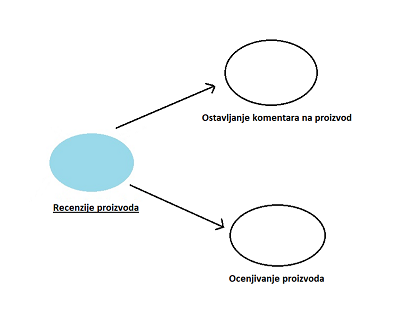 Ostavljanje komentara na proizvod
Recenzije proizvoda
Ocenjivanje proizvoda